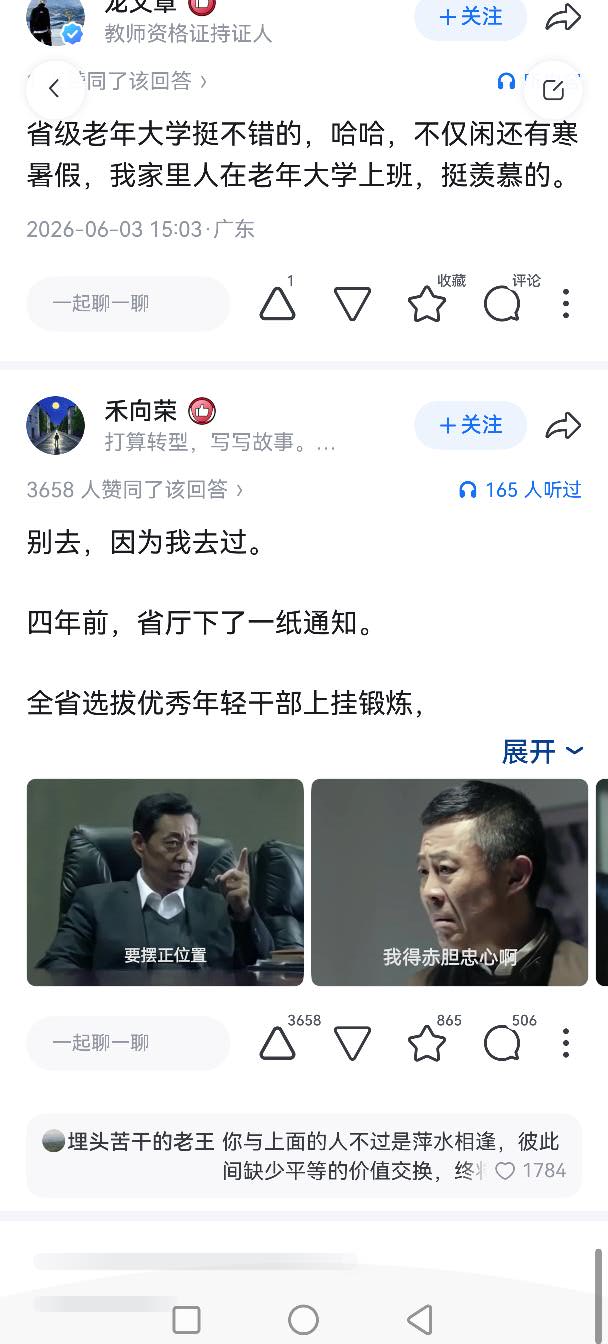 龙文章
教师资格证持证人
＋关注
同了该回答 ›
省级老年大学挺不错的，哈哈，不仅闲还有寒
暑假，我家里人在老年大学上班，挺羡慕的。
2026-06-03 15:03·广东
一起聊一聊
1
收藏
评论
禾向荣
打算转型，写写故事。...
＋关注
3658 人赞同了该回答 ›
165 人听过
别去，因为我去过。
四年前，省厅下了一纸通知。
全省选拔优秀年轻干部上挂锻炼，
展开
要摆正位置
我得赤胆忠心啊
一起聊一聊
3658
865
506
埋头苦干的老王 你与上面的人不过是萍水相逢，彼此
间缺少平等的价值交换，终
1784